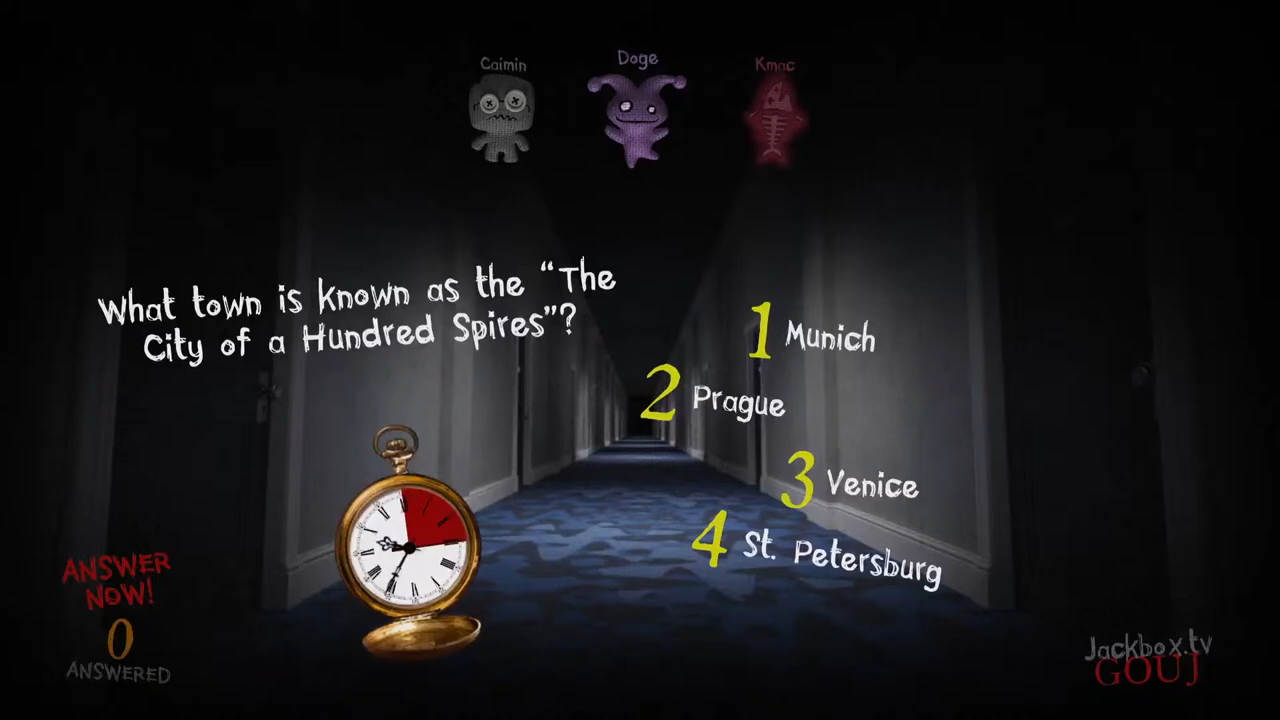 Caimin
Doge
Kmac
What town is known as the "The
City of a Hundred Spires"?
1 Munich
2 Prague
3 Venice
4 St. Petersburg
ANSWER
NOW!
0
ANSWERED
Jackbox.tv
GOUJ